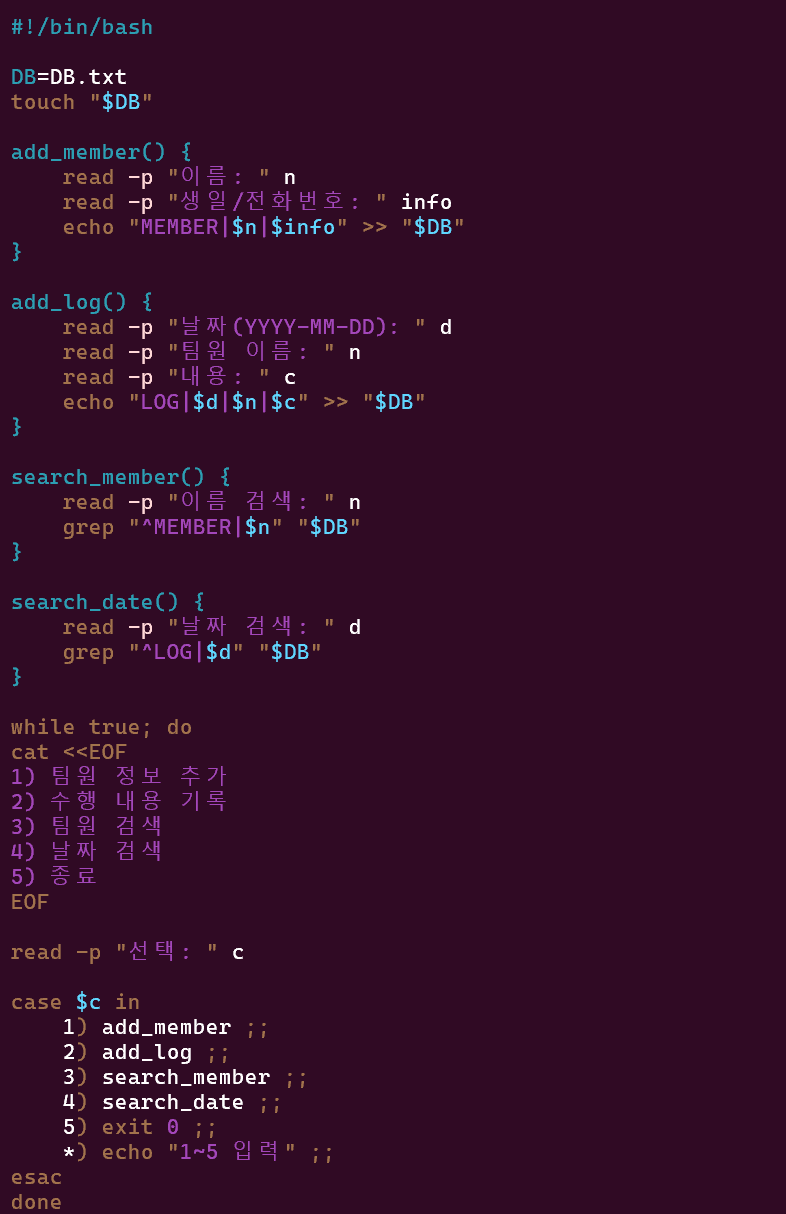 #!/bin/bash

DB=DB.txt
touch "$DB"

add_member() {
    read -p "이름: " n
    read -p "생일/전화번호: " info
    echo "MEMBER|$n|$info" >> "$DB"
}

add_log() {
    read -p "날짜(YYYY-MM-DD): " d
    read -p "팀원 이름: " n
    read -p "내용: " c
    echo "LOG|$d|$n|$c" >> "$DB"
}

search_member() {
    read -p "이름 검색: " n
    grep "^MEMBER|$n" "$DB"
}

search_date() {
    read -p "날짜 검색: " d
    grep "^LOG|$d" "$DB"
}

while true; do
cat <<EOF
1) 팀원 정보 추가
2) 수행 내용 기록
3) 팀원 검색
4) 날짜 검색
5) 종료
EOF

read -p "선택: " c

case $c in
    1) add_member ;;
    2) add_log ;;
    3) search_member ;;
    4) search_date ;;
    5) exit 0 ;;
    *) echo "1~5 입력" ;;
esac
done